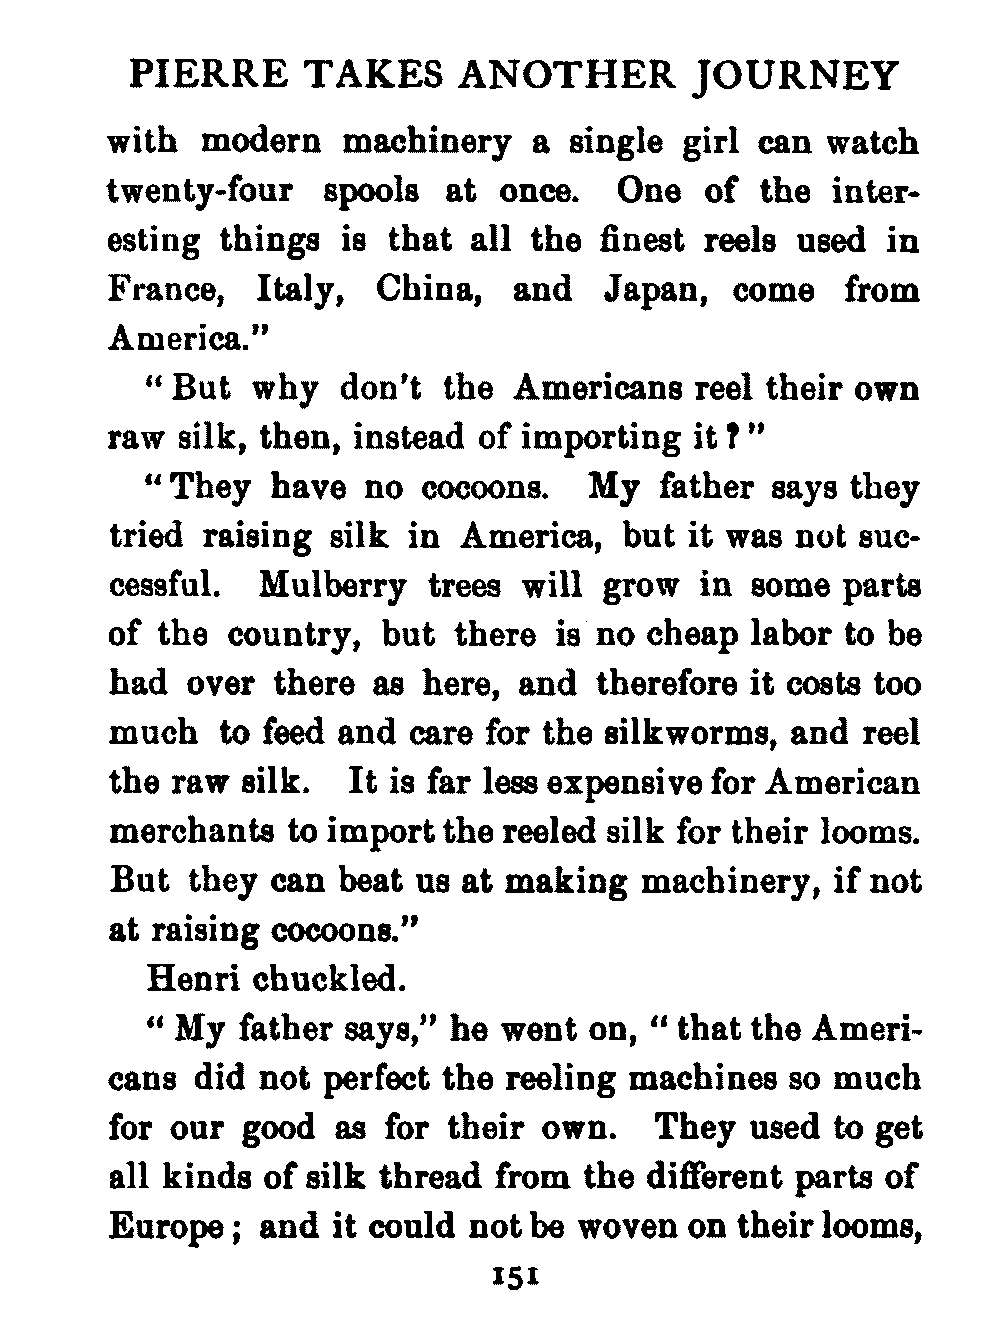 PIERRE TAKES ANOTHER JOURNEY
with modern machinery a single girl can watch
twenty-four spools at once. One of the inter-
esting things is that all the finest reels used in
France, Italy, China, and Japan, come from
America."
" But why don't the Americans reel their own
raw silk, then, instead of importing it ? "
" They have no cocoons. My father says they
tried raising silk in America, but it was not suc-
cessful. Mulberry trees will grow in some parts
of the country, but there is no cheap labor to be
had over there as here, and therefore it costs too
much to feed and care for the silkworms, and reel
the raw silk. It is far less expensive for American
merchants to import the reeled silk for their looms.
But they can beat us at making machinery, if not
at raising cocoons."
Henri chuckled.
" My father says," he went on, " that the Ameri-
cans did not perfect the reeling machines so much
for our good as for their own. They used to get
all kinds of silk thread from the different parts of
Europe ; and it could not be woven on their looms,
151